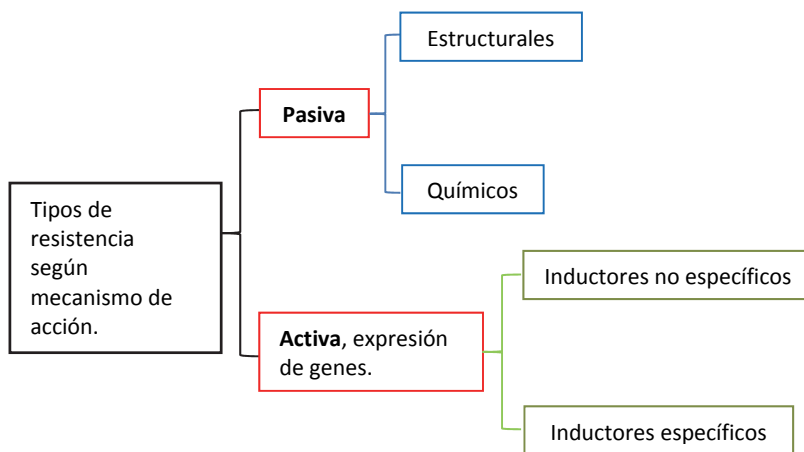 Estructurales
Pasiva
Químicos
Tipos de
resistencia
según
mecanismo de
acción.
Inductores no específicos
Activa, expresión
de genes.
Inductores específicos